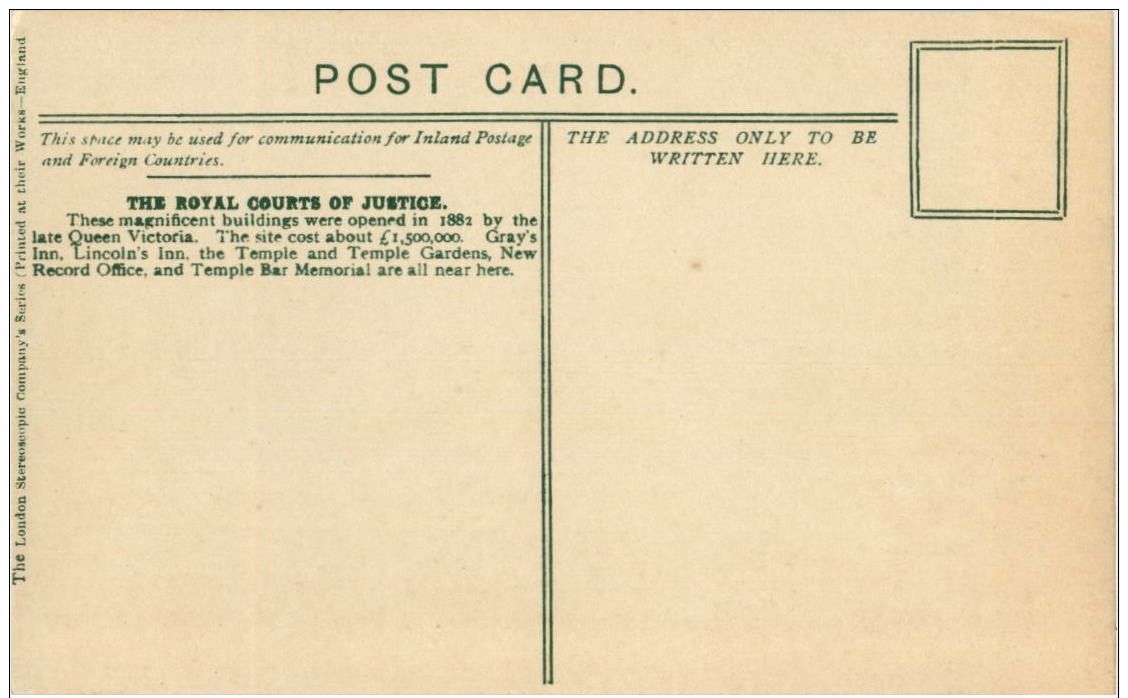 POST CARD.
This space may be used for communication for Inland Postage
and Foreign Countries.
THE ADDRESS ONLY TO BE
WRITTEN HERE.
THE ROYAL COURTS OF JUSTICE.
These magnificent buildings were opened in 1882 by the
late Queen Victoria. The site cost about £1,500,000. Gray's
Inn, Lincoln's Inn, the Temple and Temple Gardens, New
Record Office, and Temple Bar Memorial are all near here.
The London Stereoscopic Company's Series (Printed at their Works—England